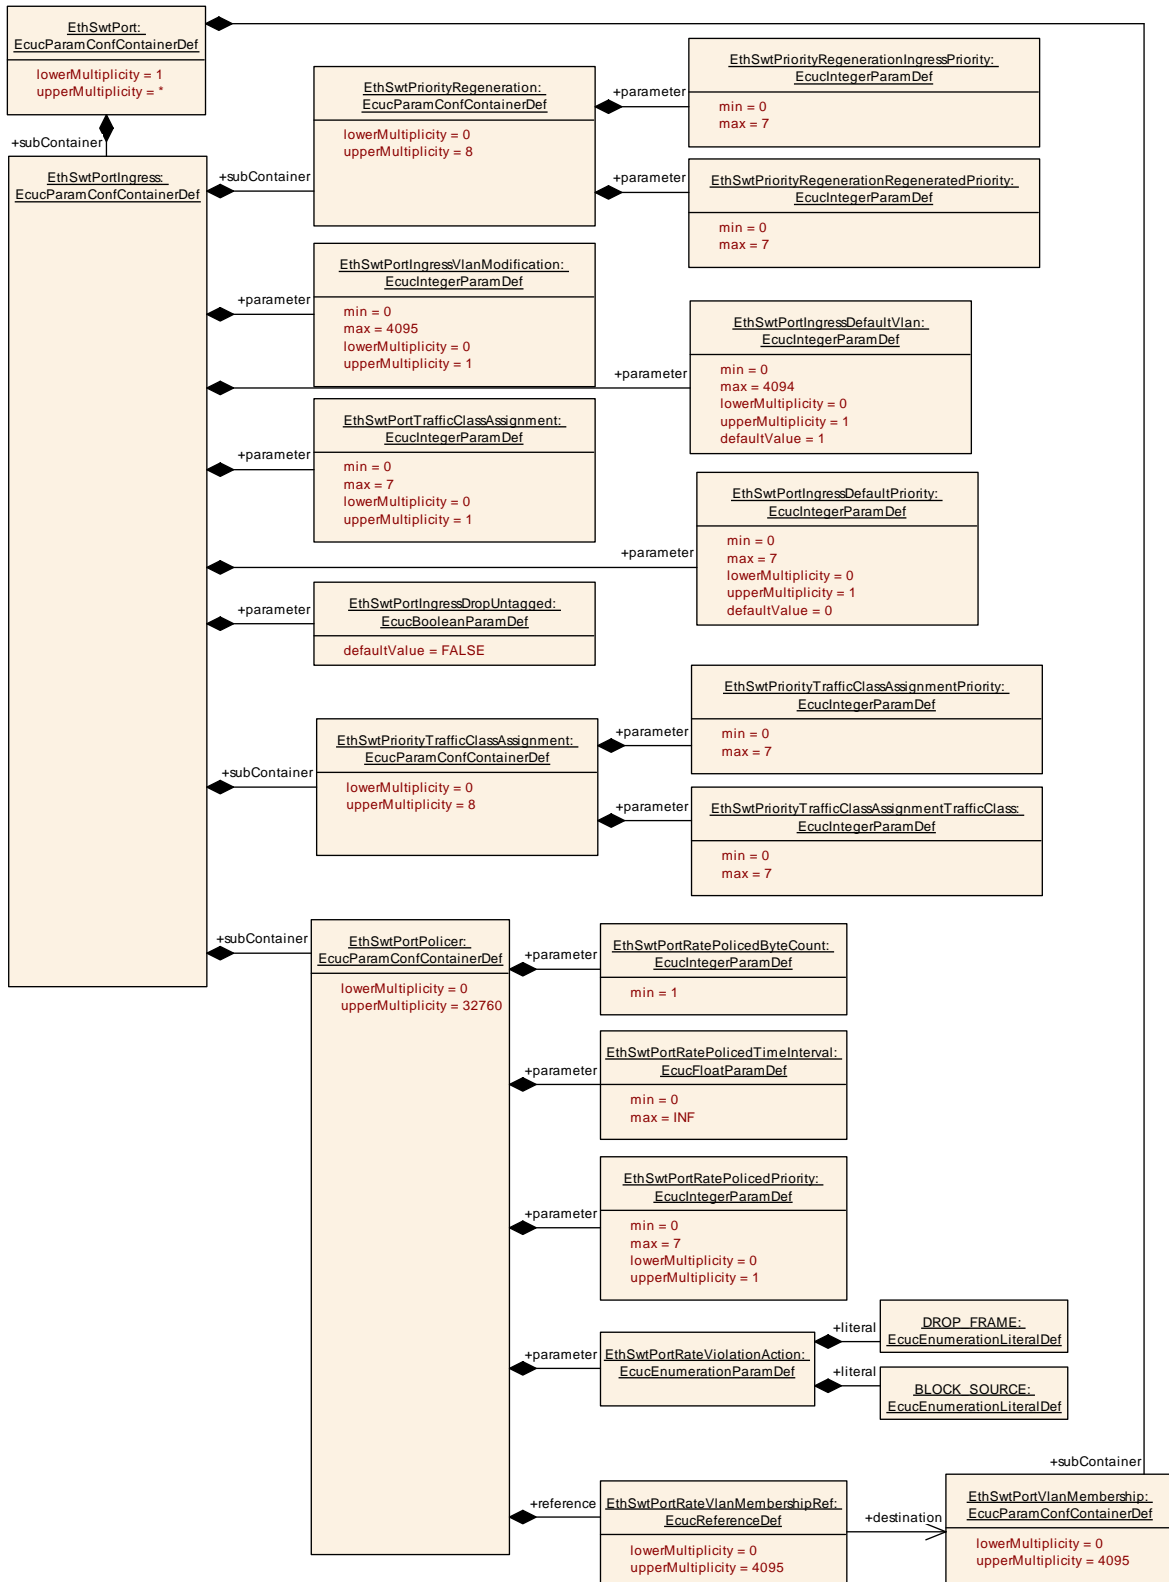 EthSwtPort:
EcucParamConfContainerDef
lowerMultiplicity = 1
upperMultiplicity = *
+subContainer
EthSwtPortIngress:
EcucParamConfContainerDef
+subContainer
EthSwtPriorityRegeneration:
EcucParamConfContainerDef
lowerMultiplicity = 0
upperMultiplicity = 8
+parameter
EthSwtPriorityRegenerationIngressPriority:
EcucIntegerParamDef
min = 0
max = 7
+parameter
EthSwtPriorityRegenerationRegeneratedPriority:
EcucIntegerParamDef
min = 0
max = 7
+parameter
EthSwtPortIngressVlanModification:
EcucIntegerParamDef
min = 0
max = 4095
lowerMultiplicity = 0
upperMultiplicity = 1
+parameter
EthSwtPortIngressDefaultVlan:
EcucIntegerParamDef
min = 0
max = 4094
lowerMultiplicity = 0
upperMultiplicity = 1
defaultValue = 1
+parameter
EthSwtPortTrafficClassAssignment:
EcucIntegerParamDef
min = 0
max = 7
lowerMultiplicity = 0
upperMultiplicity = 1
+parameter
EthSwtPortIngressDefaultPriority:
EcucIntegerParamDef
min = 0
max = 7
lowerMultiplicity = 0
upperMultiplicity = 1
defaultValue = 0
+parameter
EthSwtPortIngressDropUntagged:
EcucBooleanParamDef
defaultValue = FALSE
+subContainer
EthSwtPriorityTrafficClassAssignment:
EcucParamConfContainerDef
lowerMultiplicity = 0
upperMultiplicity = 8
+parameter
EthSwtPriorityTrafficClassAssignmentPriority:
EcucIntegerParamDef
min = 0
max = 7
+parameter
EthSwtPriorityTrafficClassAssignmentTrafficClass:
EcucIntegerParamDef
min = 0
max = 7
+subContainer
EthSwtPortPolicer:
EcucParamConfContainerDef
lowerMultiplicity = 0
upperMultiplicity = 32760
+parameter
EthSwtPortRatePolicedByteCount:
EcucIntegerParamDef
min = 1
+parameter
EthSwtPortRatePolicedTimeInterval:
EcucFloatParamDef
min = 0
max = INF
+parameter
EthSwtPortRatePolicedPriority:
EcucIntegerParamDef
min = 0
max = 7
lowerMultiplicity = 0
upperMultiplicity = 1
+parameter
EthSwtPortRateViolationAction:
EcucEnumerationParamDef
+literal
DROP_FRAME:
EcucEnumerationLiteralDef
+literal
BLOCK_SOURCE:
EcucEnumerationLiteralDef
+reference
EthSwtPortRateVlanMembershipRef:
EcucReferenceDef
lowerMultiplicity = 0
upperMultiplicity = 4095
+destination
+subContainer
EthSwtPortVlanMembership:
EcucParamConfContainerDef
lowerMultiplicity = 0
upperMultiplicity = 4095